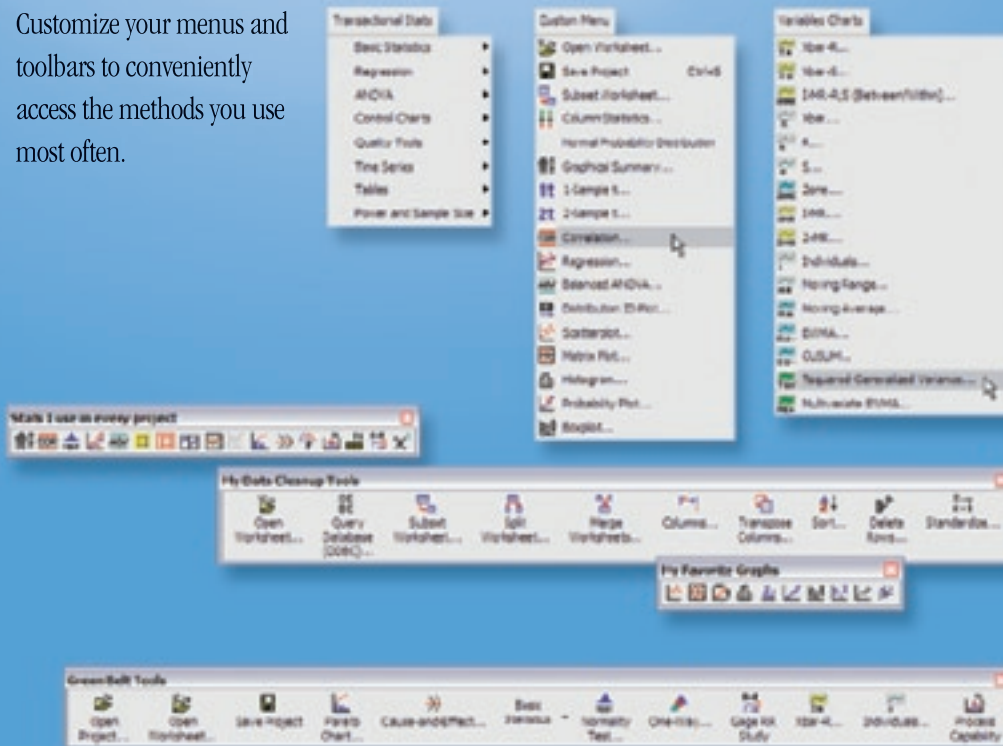 Customize your menus and
toolbars to conveniently
access the methods you use
most often.
Transactional Stats
Basic Statistics
Regression
ANOVA
Control Charts
Quality Tools
Time Series
Tables
Power and Sample Size
Custom Menu
Open Worksheet...
Save Project Ctrl+S
Subset Worksheet...
Column Statistics...
Normal Probability Distribution
Graphical Summary...
1-Sample t...
2-Sample t...
Correlation...
Regression...
Balanced ANOVA...
Distribution ID Plot...
Scatterplot...
Matrix Plot...
Histogram...
Probability Plot...
Boxplot...
Variables Charts
Xbar-R...
Xbar-S...
I-MR-R/S (Between/Within)...
Xbar...
R...
S...
Zone...
I-MR...
Z-MR...
Individuals...
Moving Range...
Moving Average...
EWMA...
CUSUM...
Tsquared Generalized Variance...
Multivariate EWMA...
Stats I use in every project
My Data Cleanup Tools
Open
Worksheet...
Query
Database
(ODBC)...
Subset
Worksheet...
Split
Worksheet...
Merge
Worksheets...
Columns...
Transpose
Columns...
Sort...
Delete
Rows...
Standardize...
My Favorite Graphs
Green Belt Tools
Open
Project...
Open
Worksheet...
Save Project
Pareto
Chart...
Cause-and-Effect...
Basic
Statistics
Normality
Test...
One-Way...
Gage RR
Study
Xbar-R...
Individuals...
Process
Capability